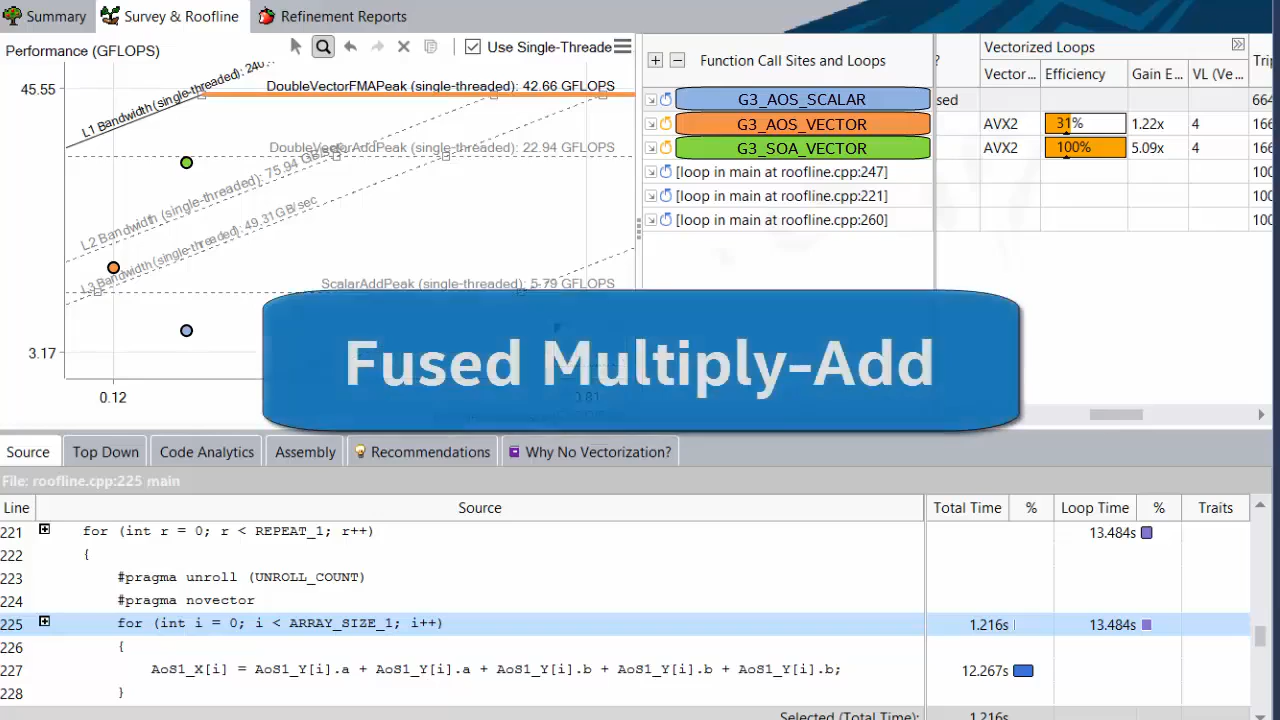 Summary
Survey & Roofline
Refinement Reports
Performance (GFLOPS)
Use Single-Threade
45.55
L1 Bandwidth(single-threaded): 240.
DoubleVectorFMAPeak (single-threaded): 42.66 GFLOPS
DoubleVectorAddPeak (single-threaded): 22.94 GFLOPS
L2 Bandwidth (single-threaded): 75.94 GB/sec
L3 Bandwidth(single-threaded): 49.31GB/sec
ScalarAddPeak (single-threaded): 5.79 GFLOPS
3.17
0.12
0.81
Function Call Sites and Loops
?
Vectorized Loops
Vector...
Efficiency
Gain E...
VL (Ve...
Trip
G3_AOS_SCALAR
sed
664
G3_AOS_VECTOR
AVX2
31%
1.22x
4
166
G3_SOA_VECTOR
AVX2
100%
5.09x
4
166
[loop in main at roofline.cpp:247]
100
[loop in main at roofline.cpp:221]
100
[loop in main at roofline.cpp:260]
100
Fused Multiply-Add
Source
Top Down
Code Analytics
Assembly
Recommendations
Why No Vectorization?
File: roofline.cpp:225 main
Line
Source
Total Time
%
Loop Time
%
Traits
221 for (int r = 0; r < REPEAT_1; r++) 13.484s
222 {
223 #pragma unroll (UNROLL_COUNT)
224 #pragma novector
225 for (int i = 0; i < ARRAY_SIZE_1; i++) 1.216s 13.484s
226 {
227 AoS1_X[i] = AoS1_Y[i].a + AoS1_Y[i].a + AoS1_Y[i].b + AoS1_Y[i].b + AoS1_Y[i].b; 12.267s
228 }
Selected (Total Time): 1.216s